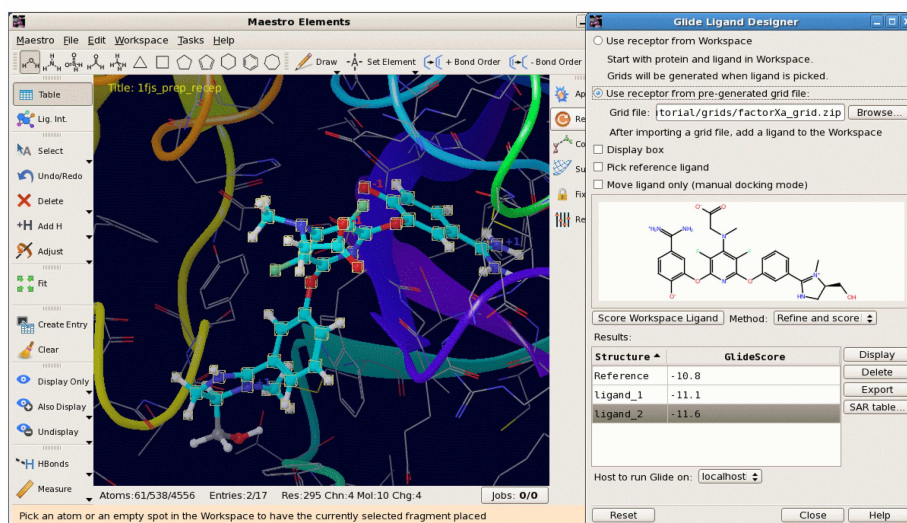 Maestro Elements
Maestro File Edit Workspace Tasks Help
Draw Set Element + Bond Order - Bond Order
Table
Lig. Int.
Select
Undo/Redo
Delete
+H Add H
Adjust
Fit
Create Entry
Clear
Display Only
Also Display
Undisplay
HBonds
Measure
Title: 1fjs_prep_recep
-1
+1
Ap
Re
Co
Su
Fix
Re
Atoms:61/538/4556 Entries:2/17 Res:295 Chn:4 Mol:10 Chg:4 Jobs: 0/0
Pick an atom or an empty spot in the Workspace to have the currently selected fragment placed
Glide Ligand Designer
Use receptor from Workspace
Start with protein and ligand in Workspace.
Grids will be generated when ligand is picked.
Use receptor from pre-generated grid file:
Grid file: torial/grids/factorXa_grid.zip Browse...
After importing a grid file, add a ligand to the Workspace
Display box
Pick reference ligand
Move ligand only (manual docking mode)
Score Workspace Ligand Method: Refine and score
Results:
Structure GlideScore
Reference -10.8
ligand_1 -11.1
ligand_2 -11.6
Display
Delete
Export
SAR table...
Host to run Glide on: localhost
Reset Close Help